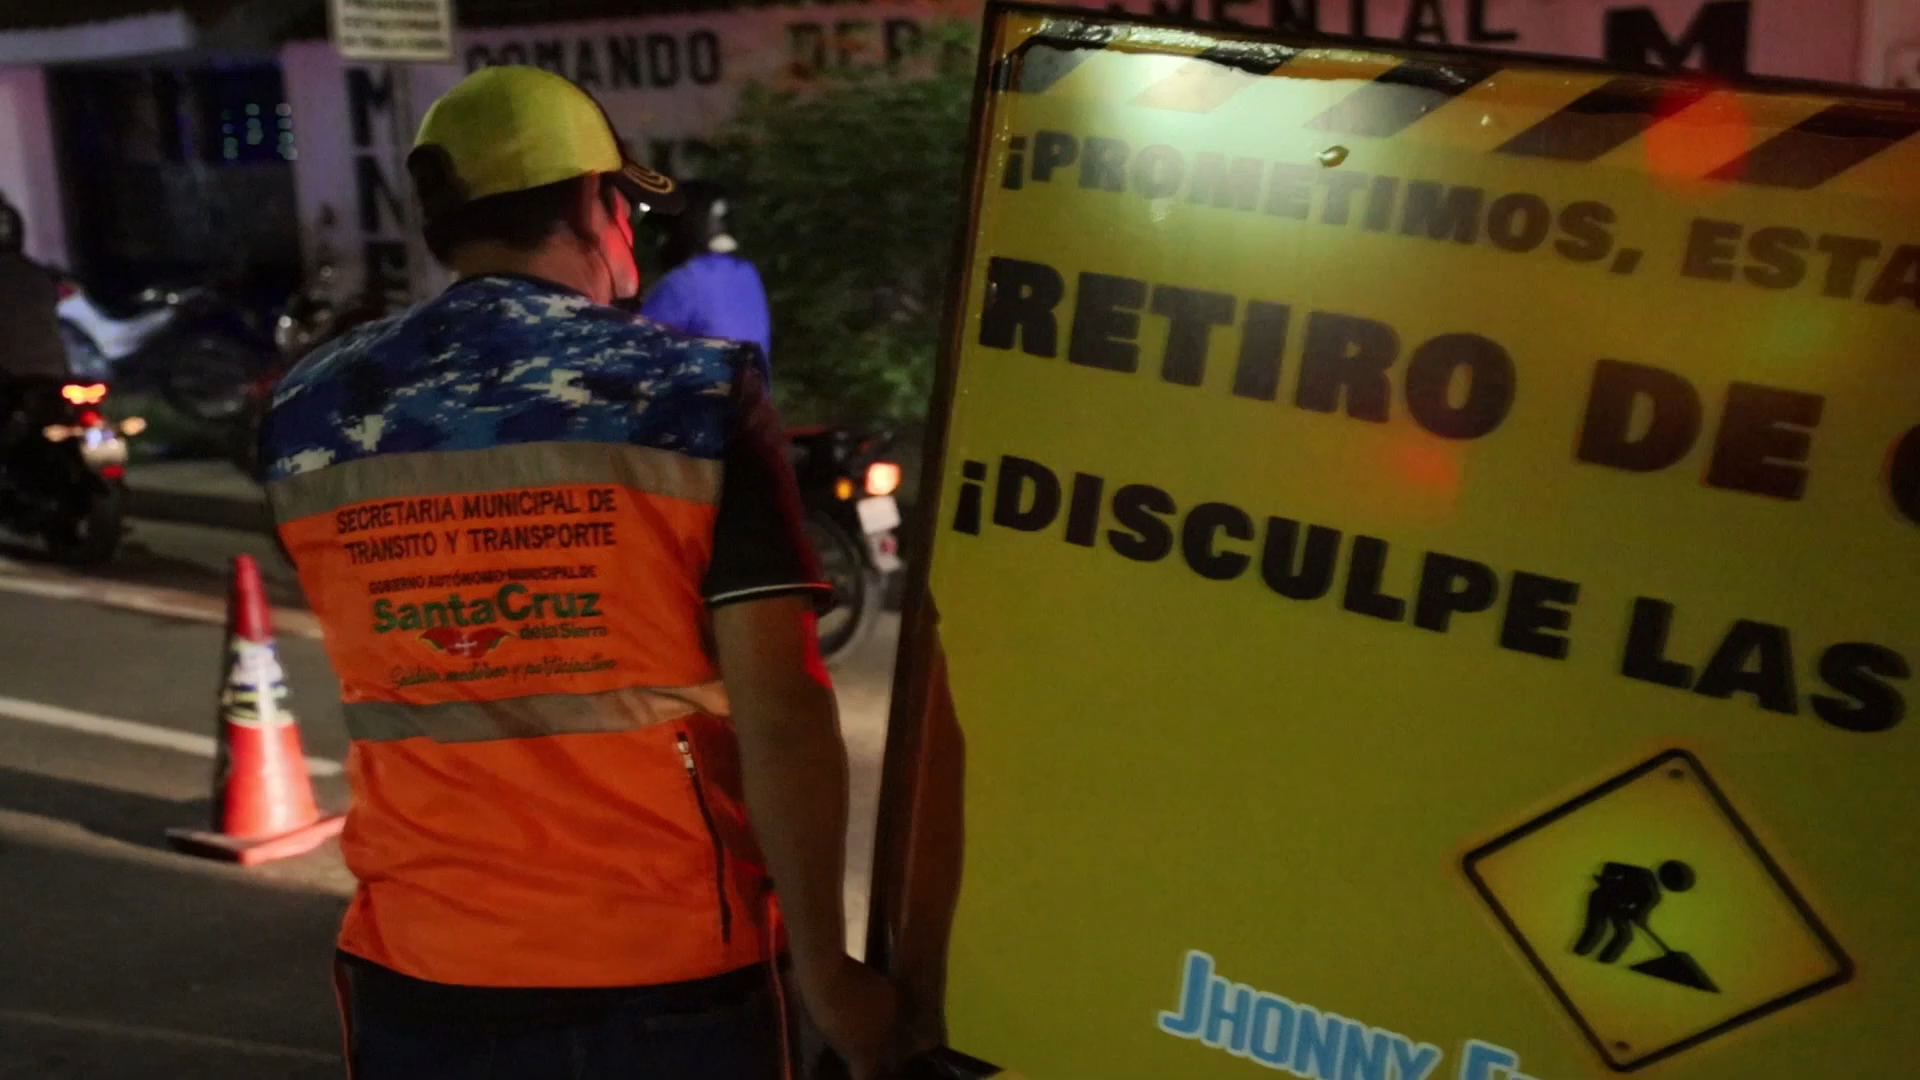 COMANDO DEP
MENTAL
M
SECRETARIA MUNICIPAL DE
TRANSITO Y TRANSPORTE
GOBIERNO AUTÓNOMO MUNICIPAL DE
SantaCruz
de la Sierra
¡PROMETIMOS, ESTA
RETIRO DE
¡DISCULPE LAS
JHONNY